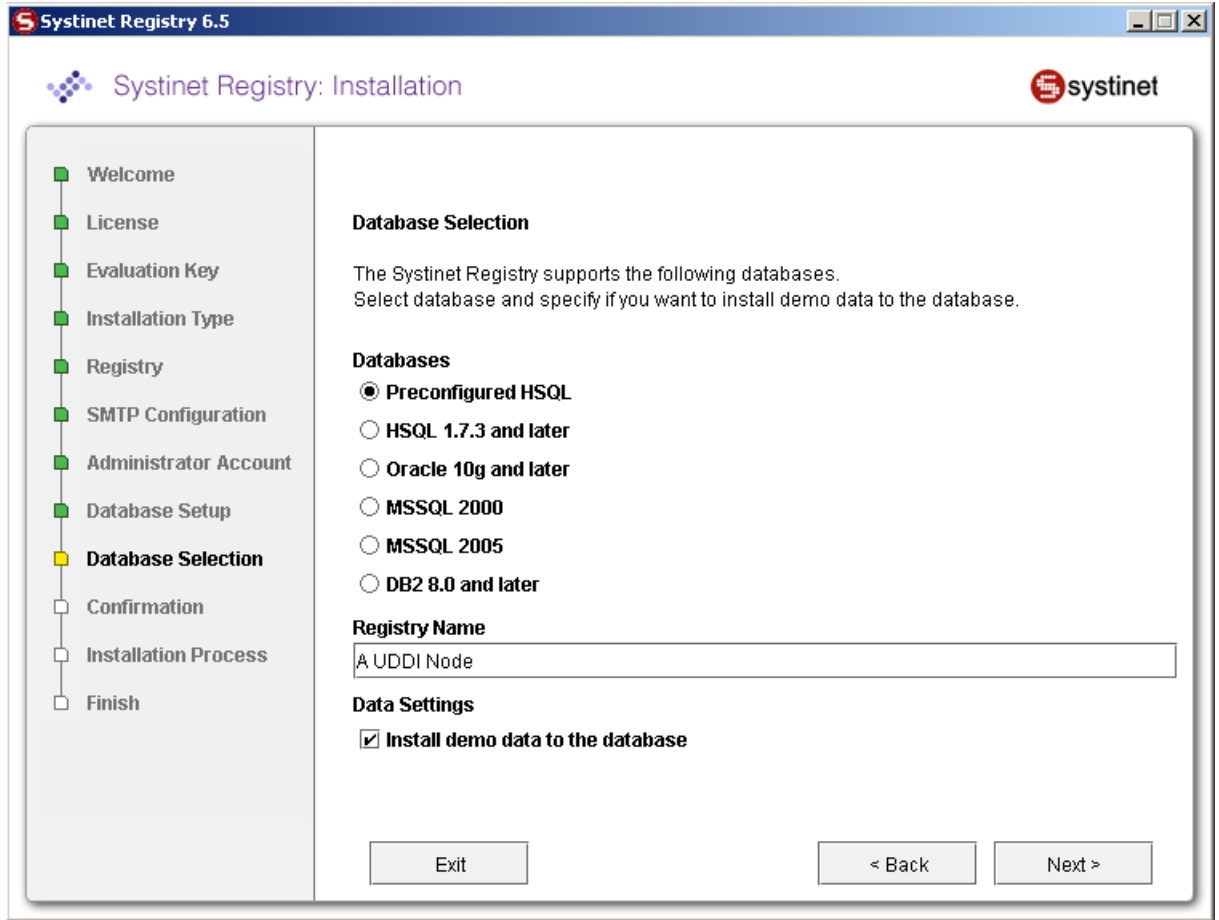 Systinet Registry 6.5
Systinet Registry: Installation
systinet
Welcome
License
Evaluation Key
Installation Type
Registry
SMTP Configuration
Administrator Account
Database Setup
Database Selection
Confirmation
Installation Process
Finish
Database Selection
The Systinet Registry supports the following databases.
Select database and specify if you want to install demo data to the database.
Databases
Preconfigured HSQL
HSQL 1.7.3 and later
Oracle 10g and later
MSSQL 2000
MSSQL 2005
DB2 8.0 and later
Registry Name
A UDDI Node
Data Settings
Install demo data to the database
Exit
< Back
Next >